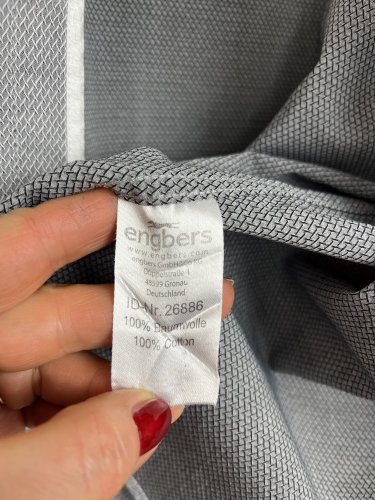 engbers
www.engbers.com
engbers GmbH&Co. KG
Doppelstraße 1
48599 Gronau
Deutschland
ID-Nr. 26886
100% Baumwolle
100% Cotton